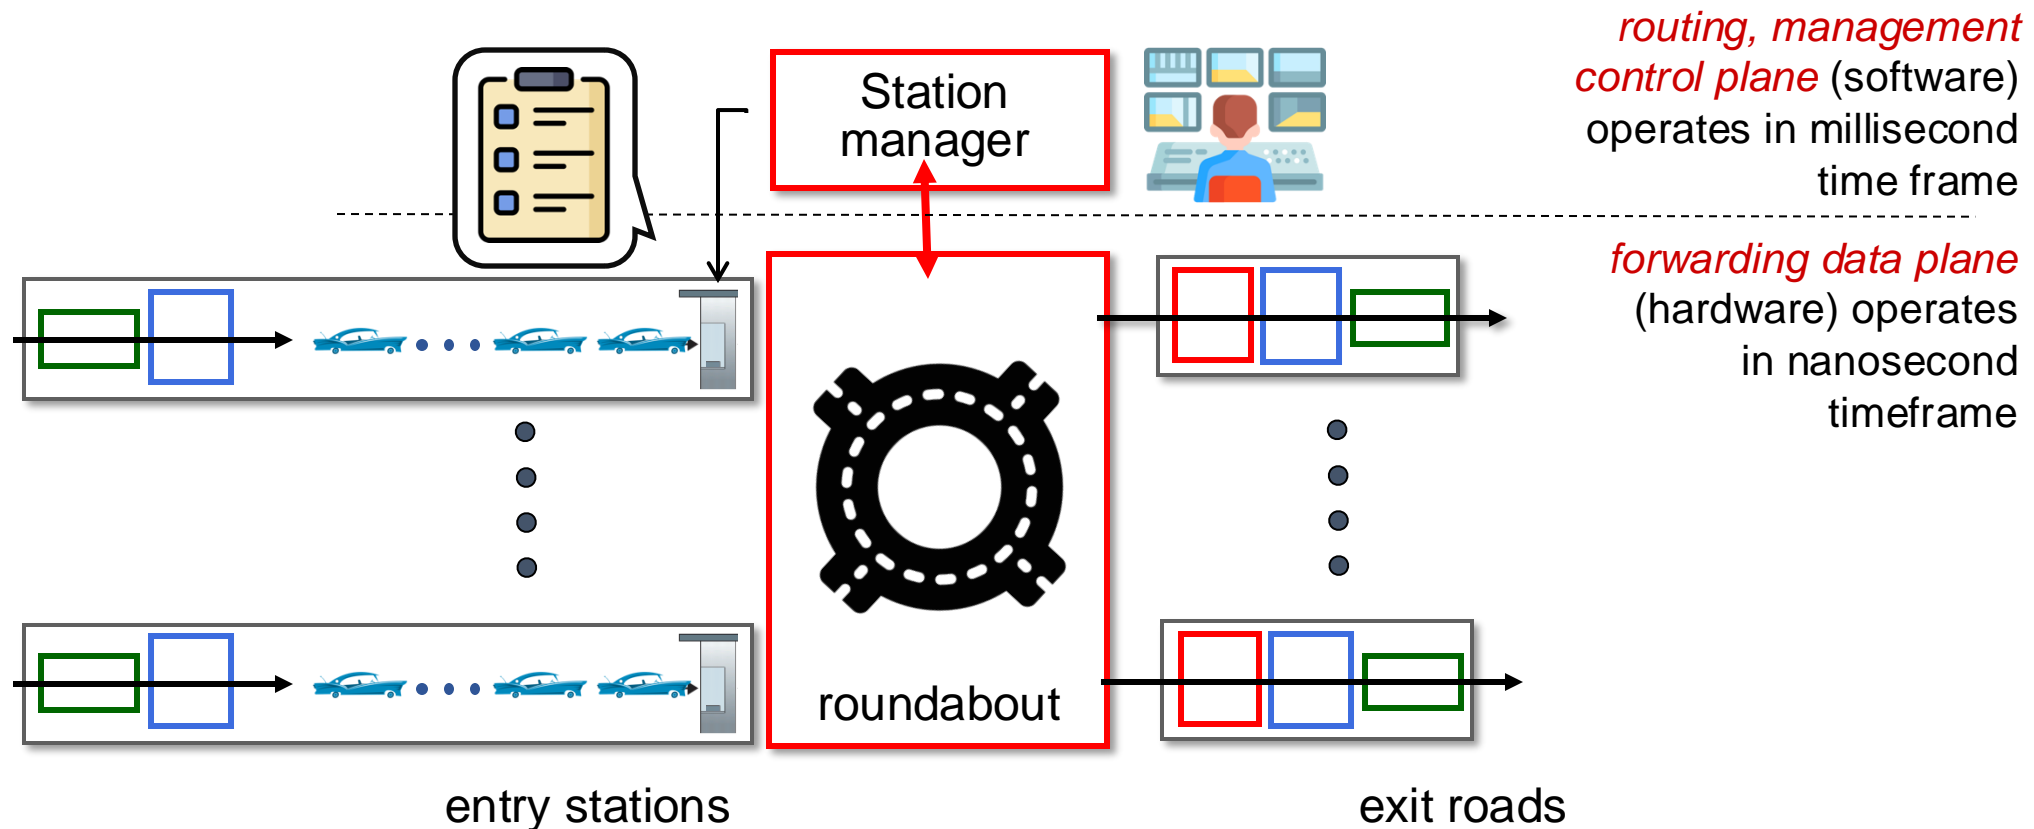 Station
manager
routing, management
control plane (software)
operates in millisecond
time frame
forwarding data plane
(hardware) operates
in nanosecond
timeframe
roundabout
entry stations
exit roads